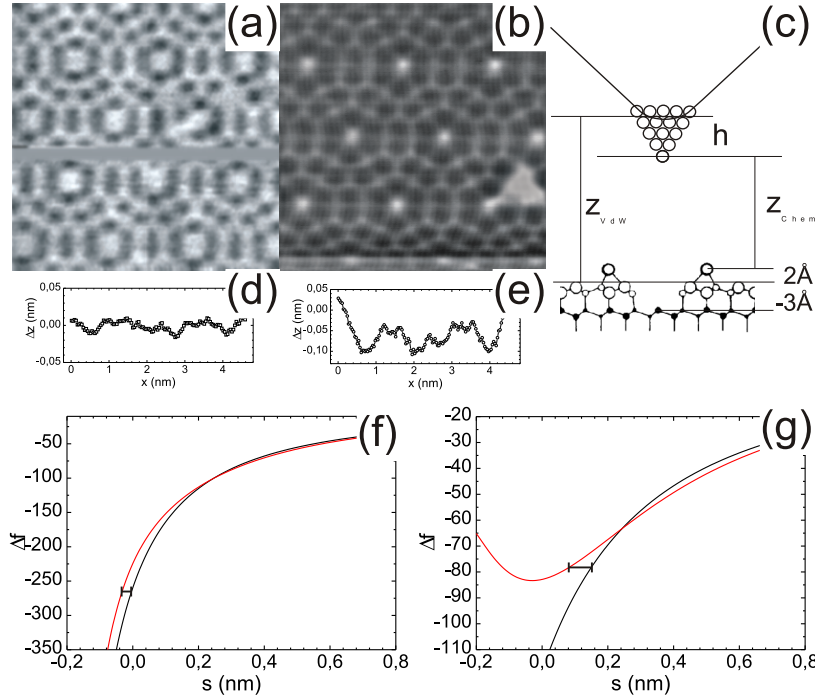 (a)
(b)
(c)
h
z VdW
z Chem
2Å
-3Å
(d)
0,05
0,00
-0,05
Δz (nm)
0 1 2 3 4
x (nm)
(e)
0,05
0,00
-0,05
-0,10
Δz (nm)
0 1 2 3 4
x (nm)
(f)
-50
-100
-150
-200
-250
-300
-350
Δf
-0,2 0,0 0,2 0,4 0,6 0,8
s (nm)
(g)
-20
-30
-40
-50
-60
-70
-80
-90
-100
-110
Δf
-0,2 0,0 0,2 0,4 0,6 0,8
s (nm)